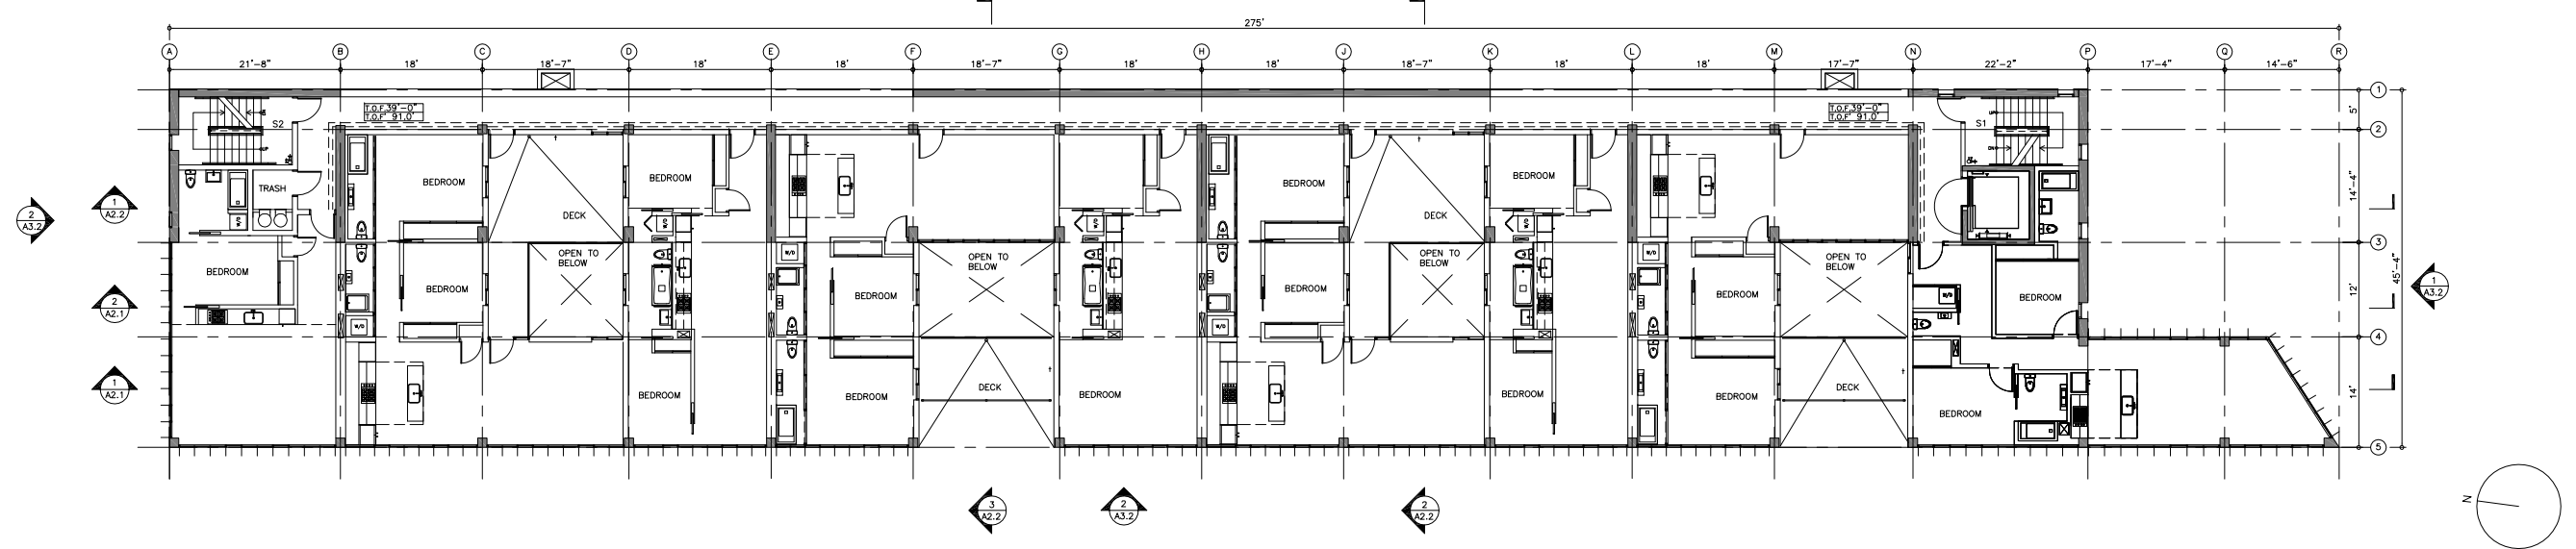 275'
A B C D E F G H J K L M N P Q R
21'-8" 18' 18'-7" 18' 18' 18'-7" 18' 18' 18'-7" 18' 18' 17'-7" 22'-2" 17'-4" 14'-6"
1
T.O.F.39'-0" T.O.F.39'-0"
T.O.F' 91.0' T.O.F' 91.0'
5'
S2 UP S1 UP DN
2
TRASH BEDROOM BEDROOM BEDROOM BEDROOM BEDROOM
14'-4"
1
A2.2
2
A3.2
DECK DECK
W/D W/D W/D W/D
3
OPEN TO OPEN TO OPEN TO OPEN TO
BELOW BELOW BELOW BELOW
W/D W/D
45'-4"
BEDROOM
BEDROOM BEDROOM BEDROOM BEDROOM BEDROOM BEDROOM
12'
1
A3.2
2
A2.1
W/D W/D W/D
4
1
A2.1
DECK DECK
14'
BEDROOM BEDROOM BEDROOM BEDROOM BEDROOM BEDROOM
5
3
A2.2
2
A3.2
2
A2.2
N